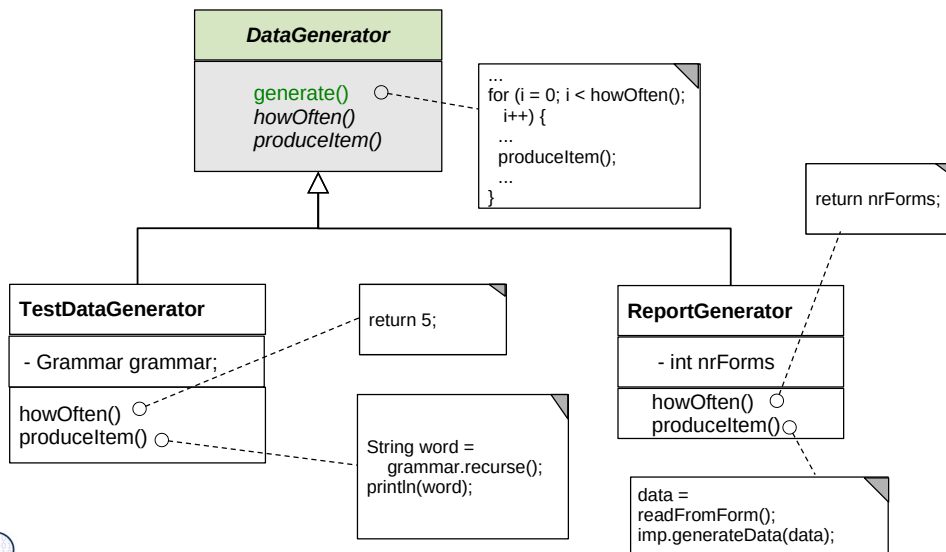 DataGenerator
generate()
howOften()
produceItem()
...
for (i = 0; i < howOften();
i++) {
...
produceItem();
...
}
return nrForms;
TestDataGenerator
- Grammar grammar;
howOften()
produceItem()
return 5;
String word =
grammar.recurse();
println(word);
ReportGenerator
- int nrForms
howOften()
produceItem()
data =
readFromForm();
imp.generateData(data);